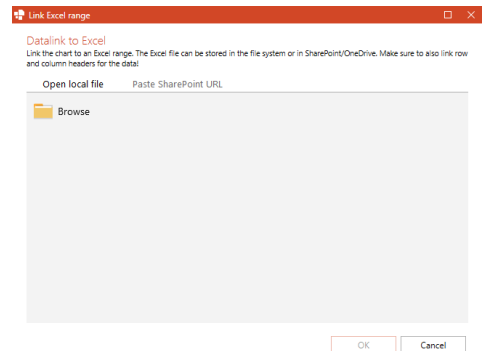 Link Excel range
Datalink to Excel
Link the chart to an Excel range. The Excel file can be stored in the file system or in SharePoint/OneDrive. Make sure to also link row
and column headers for the data!
Open local file
Paste SharePoint URL
Browse
OK
Cancel